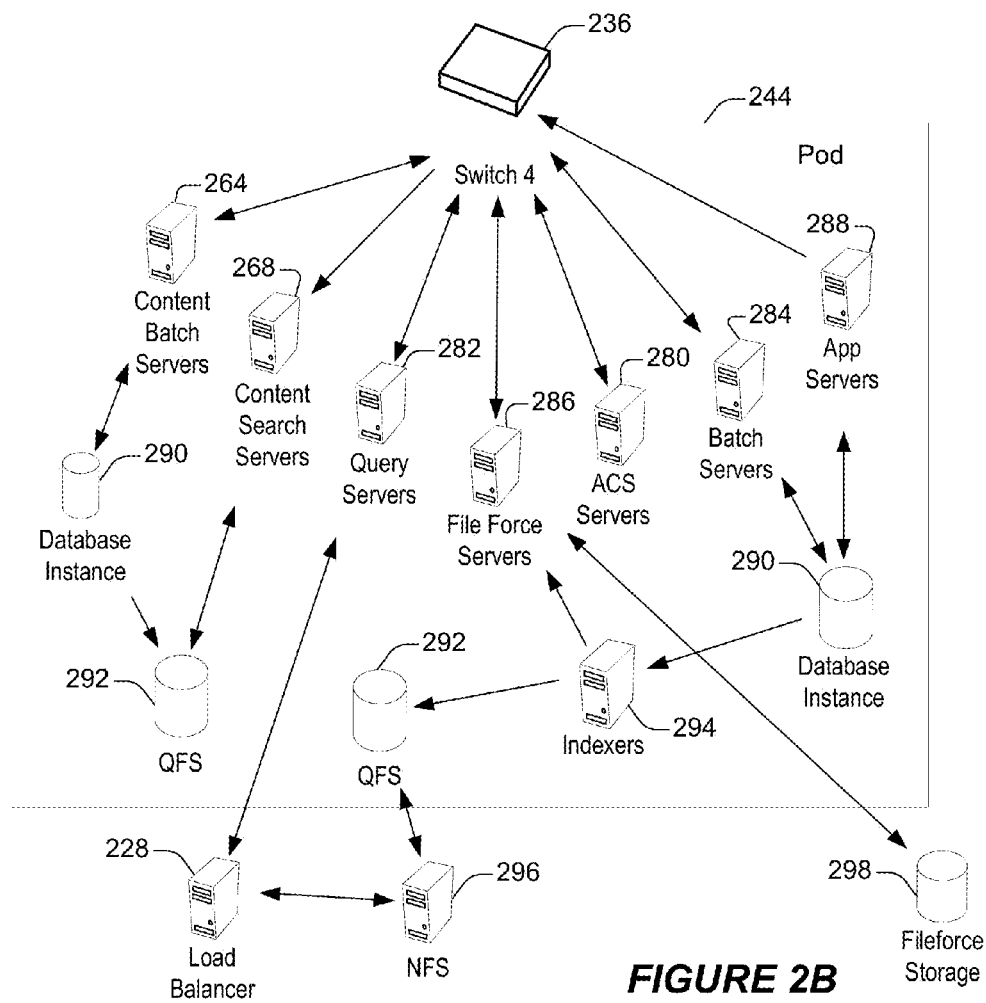 236
244
Pod
Switch 4
264
Content
Batch
Servers
268
Content
Search
Servers
282
Query
Servers
286
File Force
Servers
280
ACS
Servers
284
Batch
Servers
288
App
Servers
290
Database
Instance
290
Database
Instance
292
QFS
292
QFS
294
Indexers
228
Load
Balancer
296
NFS
298
Fileforce
Storage
FIGURE 2B